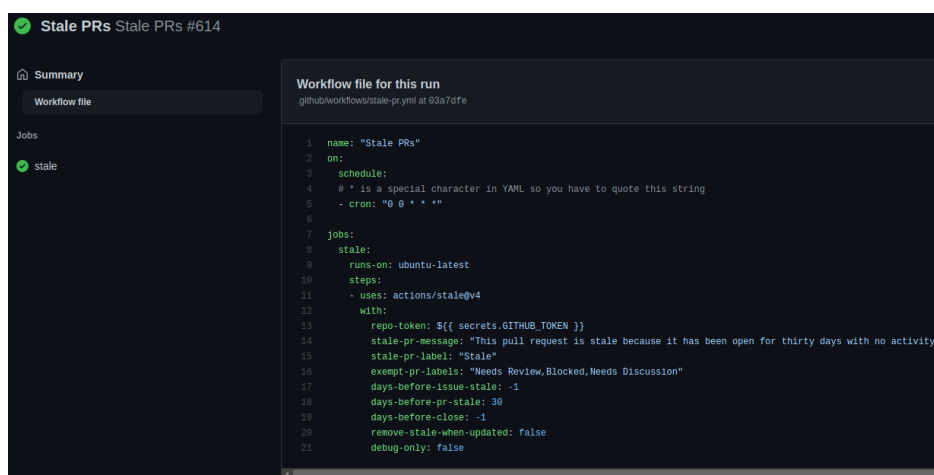 Stale PRs Stale PRs #614
Summary
Workflow file
Jobs
stale
Workflow file for this run
.github/workflows/stale-pr.yml at 03a7dfe
1 name: "Stale PRs"
2 on:
3 schedule:
4 # * is a special character in YAML so you have to quote this string
5 - cron: "0 0 * * *"
6
7 jobs:
8 stale:
9 runs-on: ubuntu-latest
10 steps:
11 - uses: actions/stale@v4
12 with:
13 repo-token: ${{ secrets.GITHUB_TOKEN }}
14 stale-pr-message: "This pull request is stale because it has been open for thirty days with no activity
15 stale-pr-label: "Stale"
16 exempt-pr-labels: "Needs Review,Blocked,Needs Discussion"
17 days-before-issue-stale: -1
18 days-before-pr-stale: 30
19 days-before-close: -1
20 remove-stale-when-updated: false
21 debug-only: false